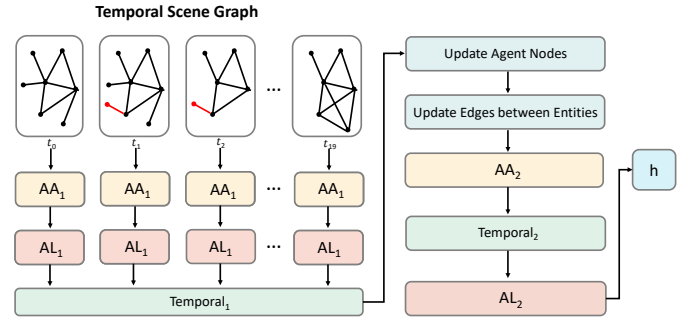 Temporal Scene Graph
...
t₀ t₁ t₂ t₁₉
AA₁ AA₁ AA₁ ... AA₁
AL₁ AL₁ AL₁ ... AL₁
Temporal₁
Update Agent Nodes
Update Edges between Entities
AA₂
Temporal₂
AL₂
h